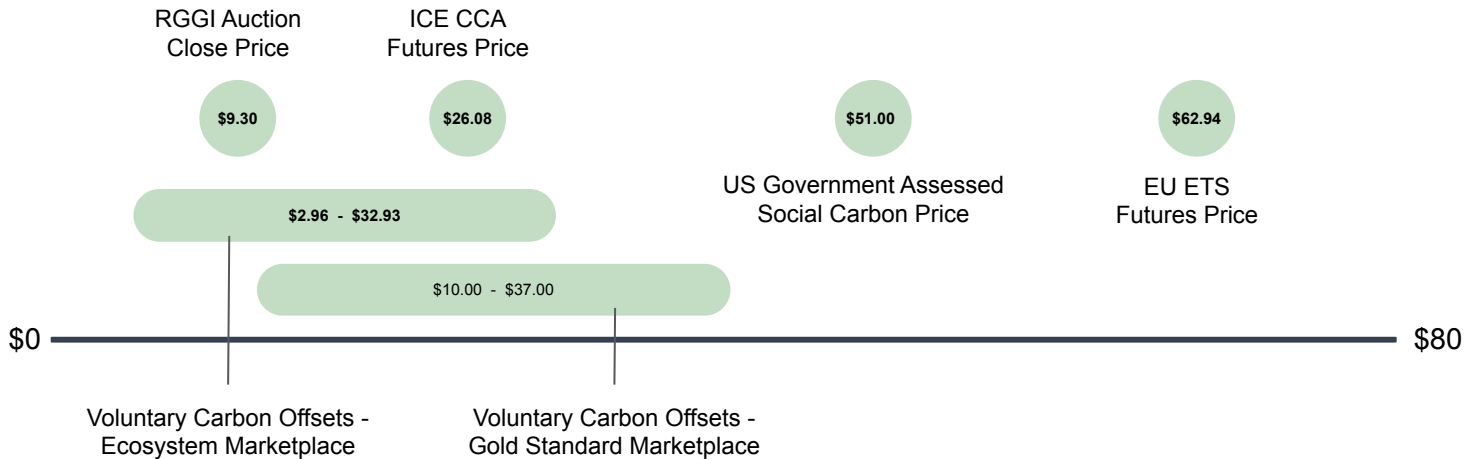 RGGI Auction
Close Price
ICE CCA
Futures Price
$9.30
$26.08
$51.00
$62.94
US Government Assessed
Social Carbon Price
EU ETS
Futures Price
$2.96 - $32.93
$10.00 - $37.00
$0
$80
Voluntary Carbon Offsets -
Ecosystem Marketplace
Voluntary Carbon Offsets -
Gold Standard Marketplace